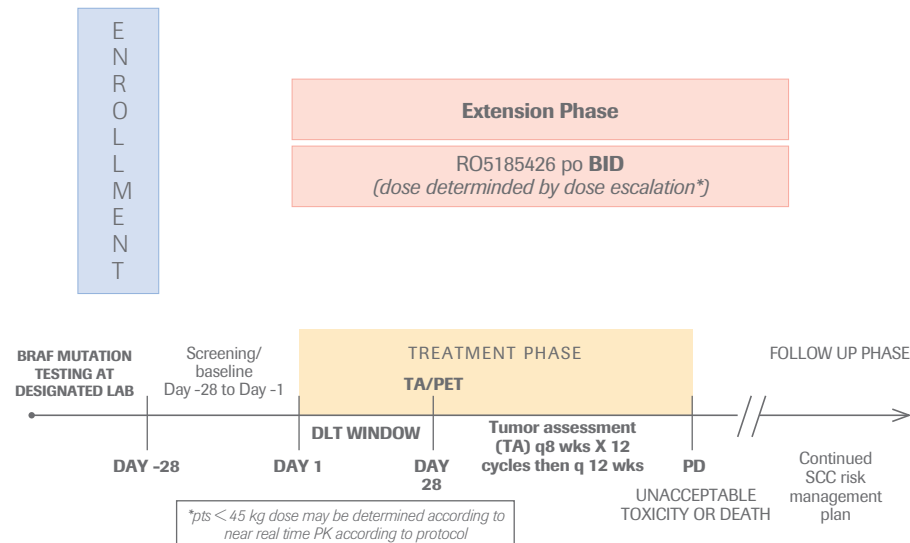 ENROLLMENT
Extension Phase
RO5185426 po BID
(dose determinded by dose escalation*)
BRAF MUTATION
TESTING AT
DESIGNATED LAB
Screening/
baseline
Day -28 to Day -1
TREATMENT PHASE
TA/PET
FOLLOW UP PHASE
DLT WINDOW
Tumor assessment
(TA) q8 wks X 12
cycles then q 12 wks
DAY -28
DAY 1
DAY
28
PD
UNACCEPTABLE
TOXICITY OR DEATH
Continued
SCC risk
management
plan
*pts < 45 kg dose may be determined according to
near real time PK according to protocol